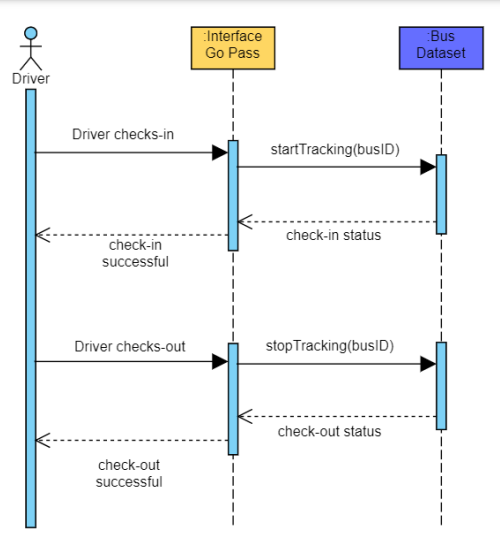 :Interface
Go Pass
:Bus
Dataset
Driver
Driver checks-in
startTracking(busID)
check-in status
check-in
successful
Driver checks-out
stopTracking(busID)
check-out status
check-out
successful